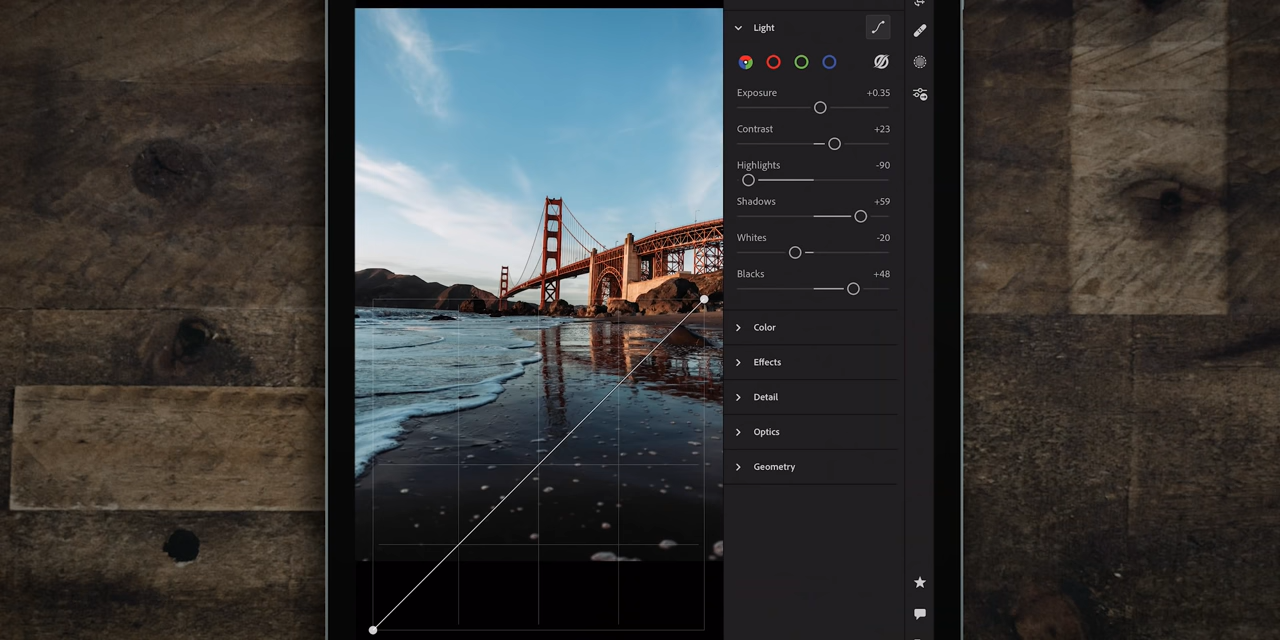 Light
Exposure +0.35
Contrast +23
Highlights -90
Shadows +59
Whites -20
Blacks +48
Color
Effects
Detail
Optics
Geometry